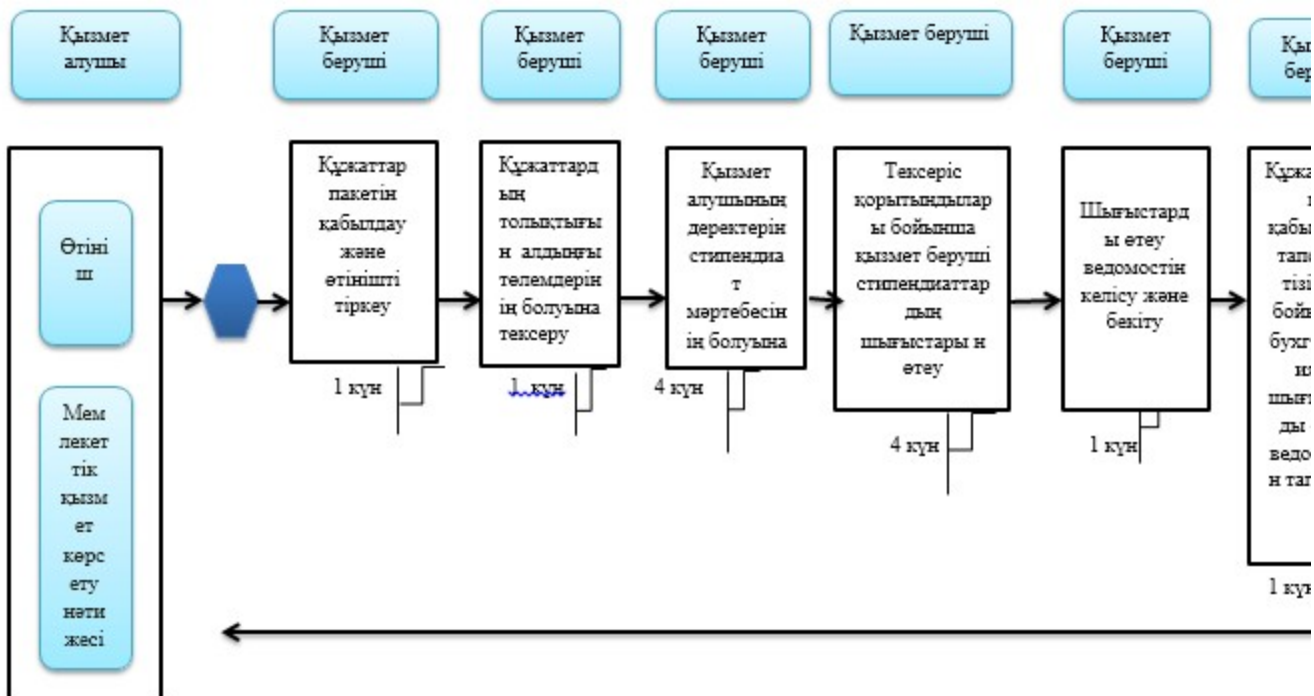 Қызмет
алушы
Қызмет
беруші
Қызмет
беруші
Қызмет
беруші
Қызмет беруші
Қызмет
беруші
Өтіні
ш
Мем
лекет
тік
қызм
ет
көрс
ету
нәти
жесі
Құжаттар
пакетін
қабылдау
және
өтінішті
тіркеу
1 күн
Құжаттард
ың
толықтығы
н алдыңғы
төлемдерін
ің болуына
тексеру
1 күн
Қызмет
алушының
деректерін
стипендиа
т
мәртебесін
ің болуына
4 күн
Тексеріс
қорытындылар
ы бойынша
қызмет беруші
стипендиаттар
дың
шығыстары н
өтеу
4 күн
Шығыстард
ы өтеу
ведомостін
келісу және
бекіту
1 күн
ды
1 күн